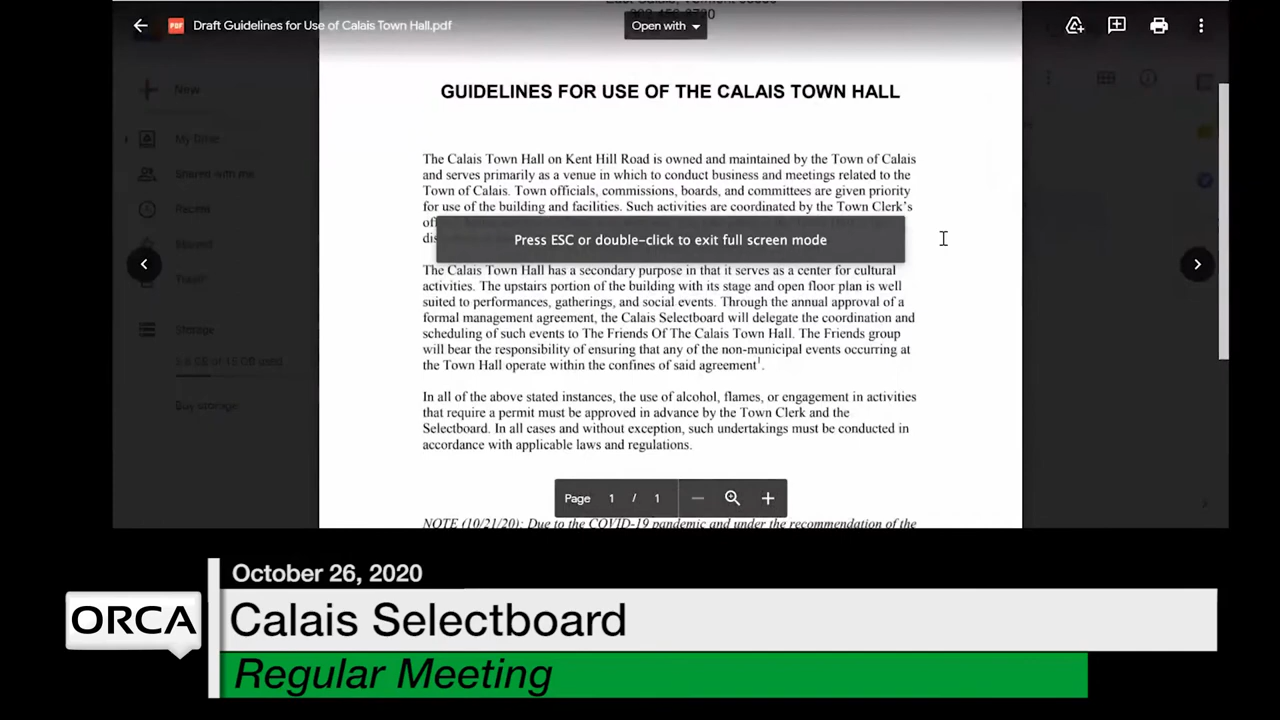 Draft Guidelines for Use of Calais Town Hall.pdf
Open with
GUIDELINES FOR USE OF THE CALAIS TOWN HALL
The Calais Town Hall on Kent Hill Road is owned and maintained by the Town of Calais
and serves primarily as a venue in which to conduct business and meetings related to the
Town of Calais. Town officials, commissions, boards, and committees are given priority
for use of the building and facilities. Such activities are coordinated by the Town Clerk's
Press ESC or double-click to exit full screen mode
The Calais Town Hall has a secondary purpose in that it serves as a center for cultural
activities. The upstairs portion of the building with its stage and open floor plan is well
suited to performances, gatherings, and social events. Through the annual approval of a
formal management agreement, the Calais Selectboard will delegate the coordination and
scheduling of such events to The Friends Of The Calais Town Hall. The Friends group
will bear the responsibility of ensuring that any of the non-municipal events occurring at
the Town Hall operate within the confines of said agreement¹.
In all of the above stated instances, the use of alcohol, flames, or engagement in activities
that require a permit must be approved in advance by the Town Clerk and the
Selectboard. In all cases and without exception, such undertakings must be conducted in
accordance with applicable laws and regulations.
Page 1 / 1
NOTE (10/21/20): Due to the COVID-19 pandemic and under the recommendation of the
New
My Drive
Shared with me
Recent
Starred
Trash
Storage
Buy storage
October 26, 2020
ORCA
Calais Selectboard
Regular Meeting